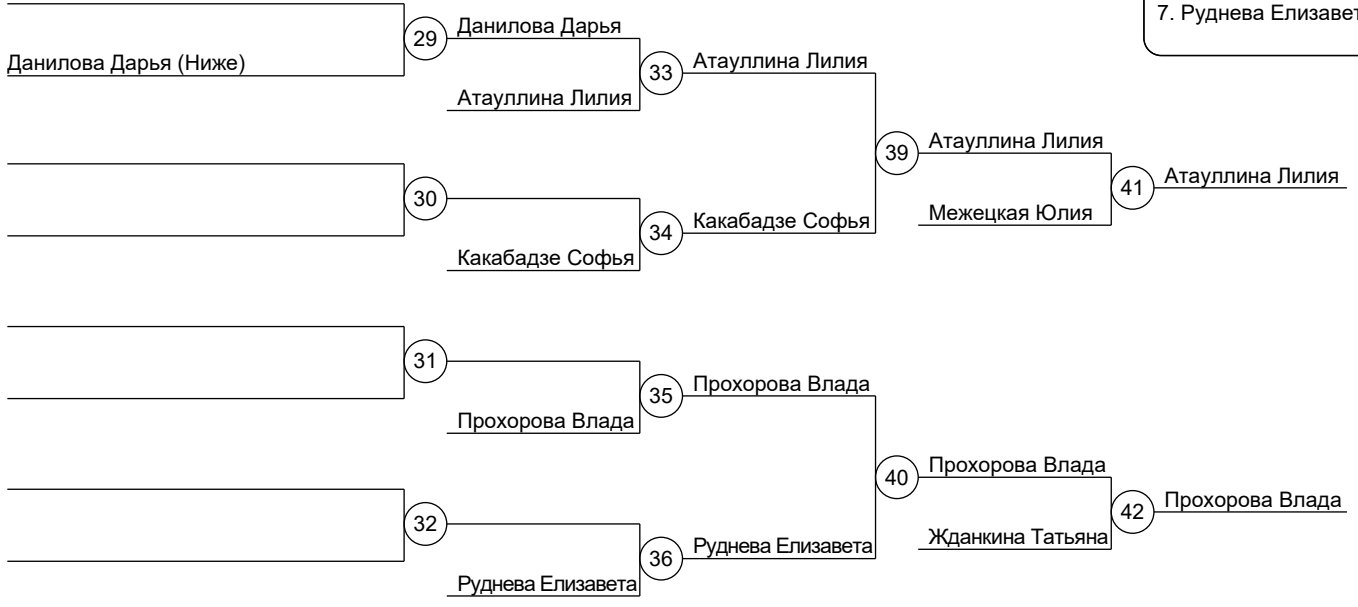 7. Руднева Елизавет
29
Данилова Дарья
Данилова Дарья (Ниже)
33
Атауллина Лилия
Атауллина Лилия
39
Атауллина Лилия
30
41
Атауллина Лилия
Межецкая Юлия
34
Какабадзе Софья
Какабадзе Софья
31
35
Прохорова Влада
Прохорова Влада
40
Прохорова Влада
32
42
Прохорова Влада
Жданкина Татьяна
36
Руднева Елизавета
Руднева Елизавета